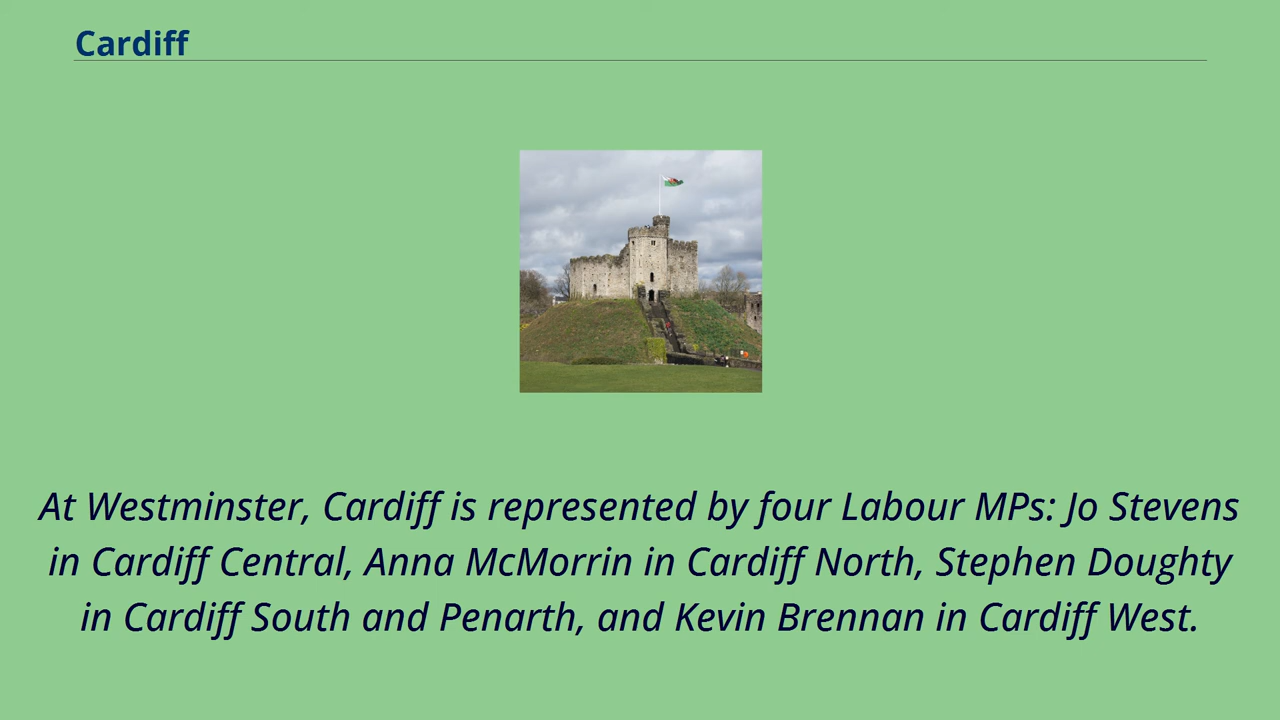 Cardiff
At Westminster, Cardiff is represented by four Labour MPs: Jo Stevens
in Cardiff Central, Anna McMorrin in Cardiff North, Stephen Doughty
in Cardiff South and Penarth, and Kevin Brennan in Cardiff West.